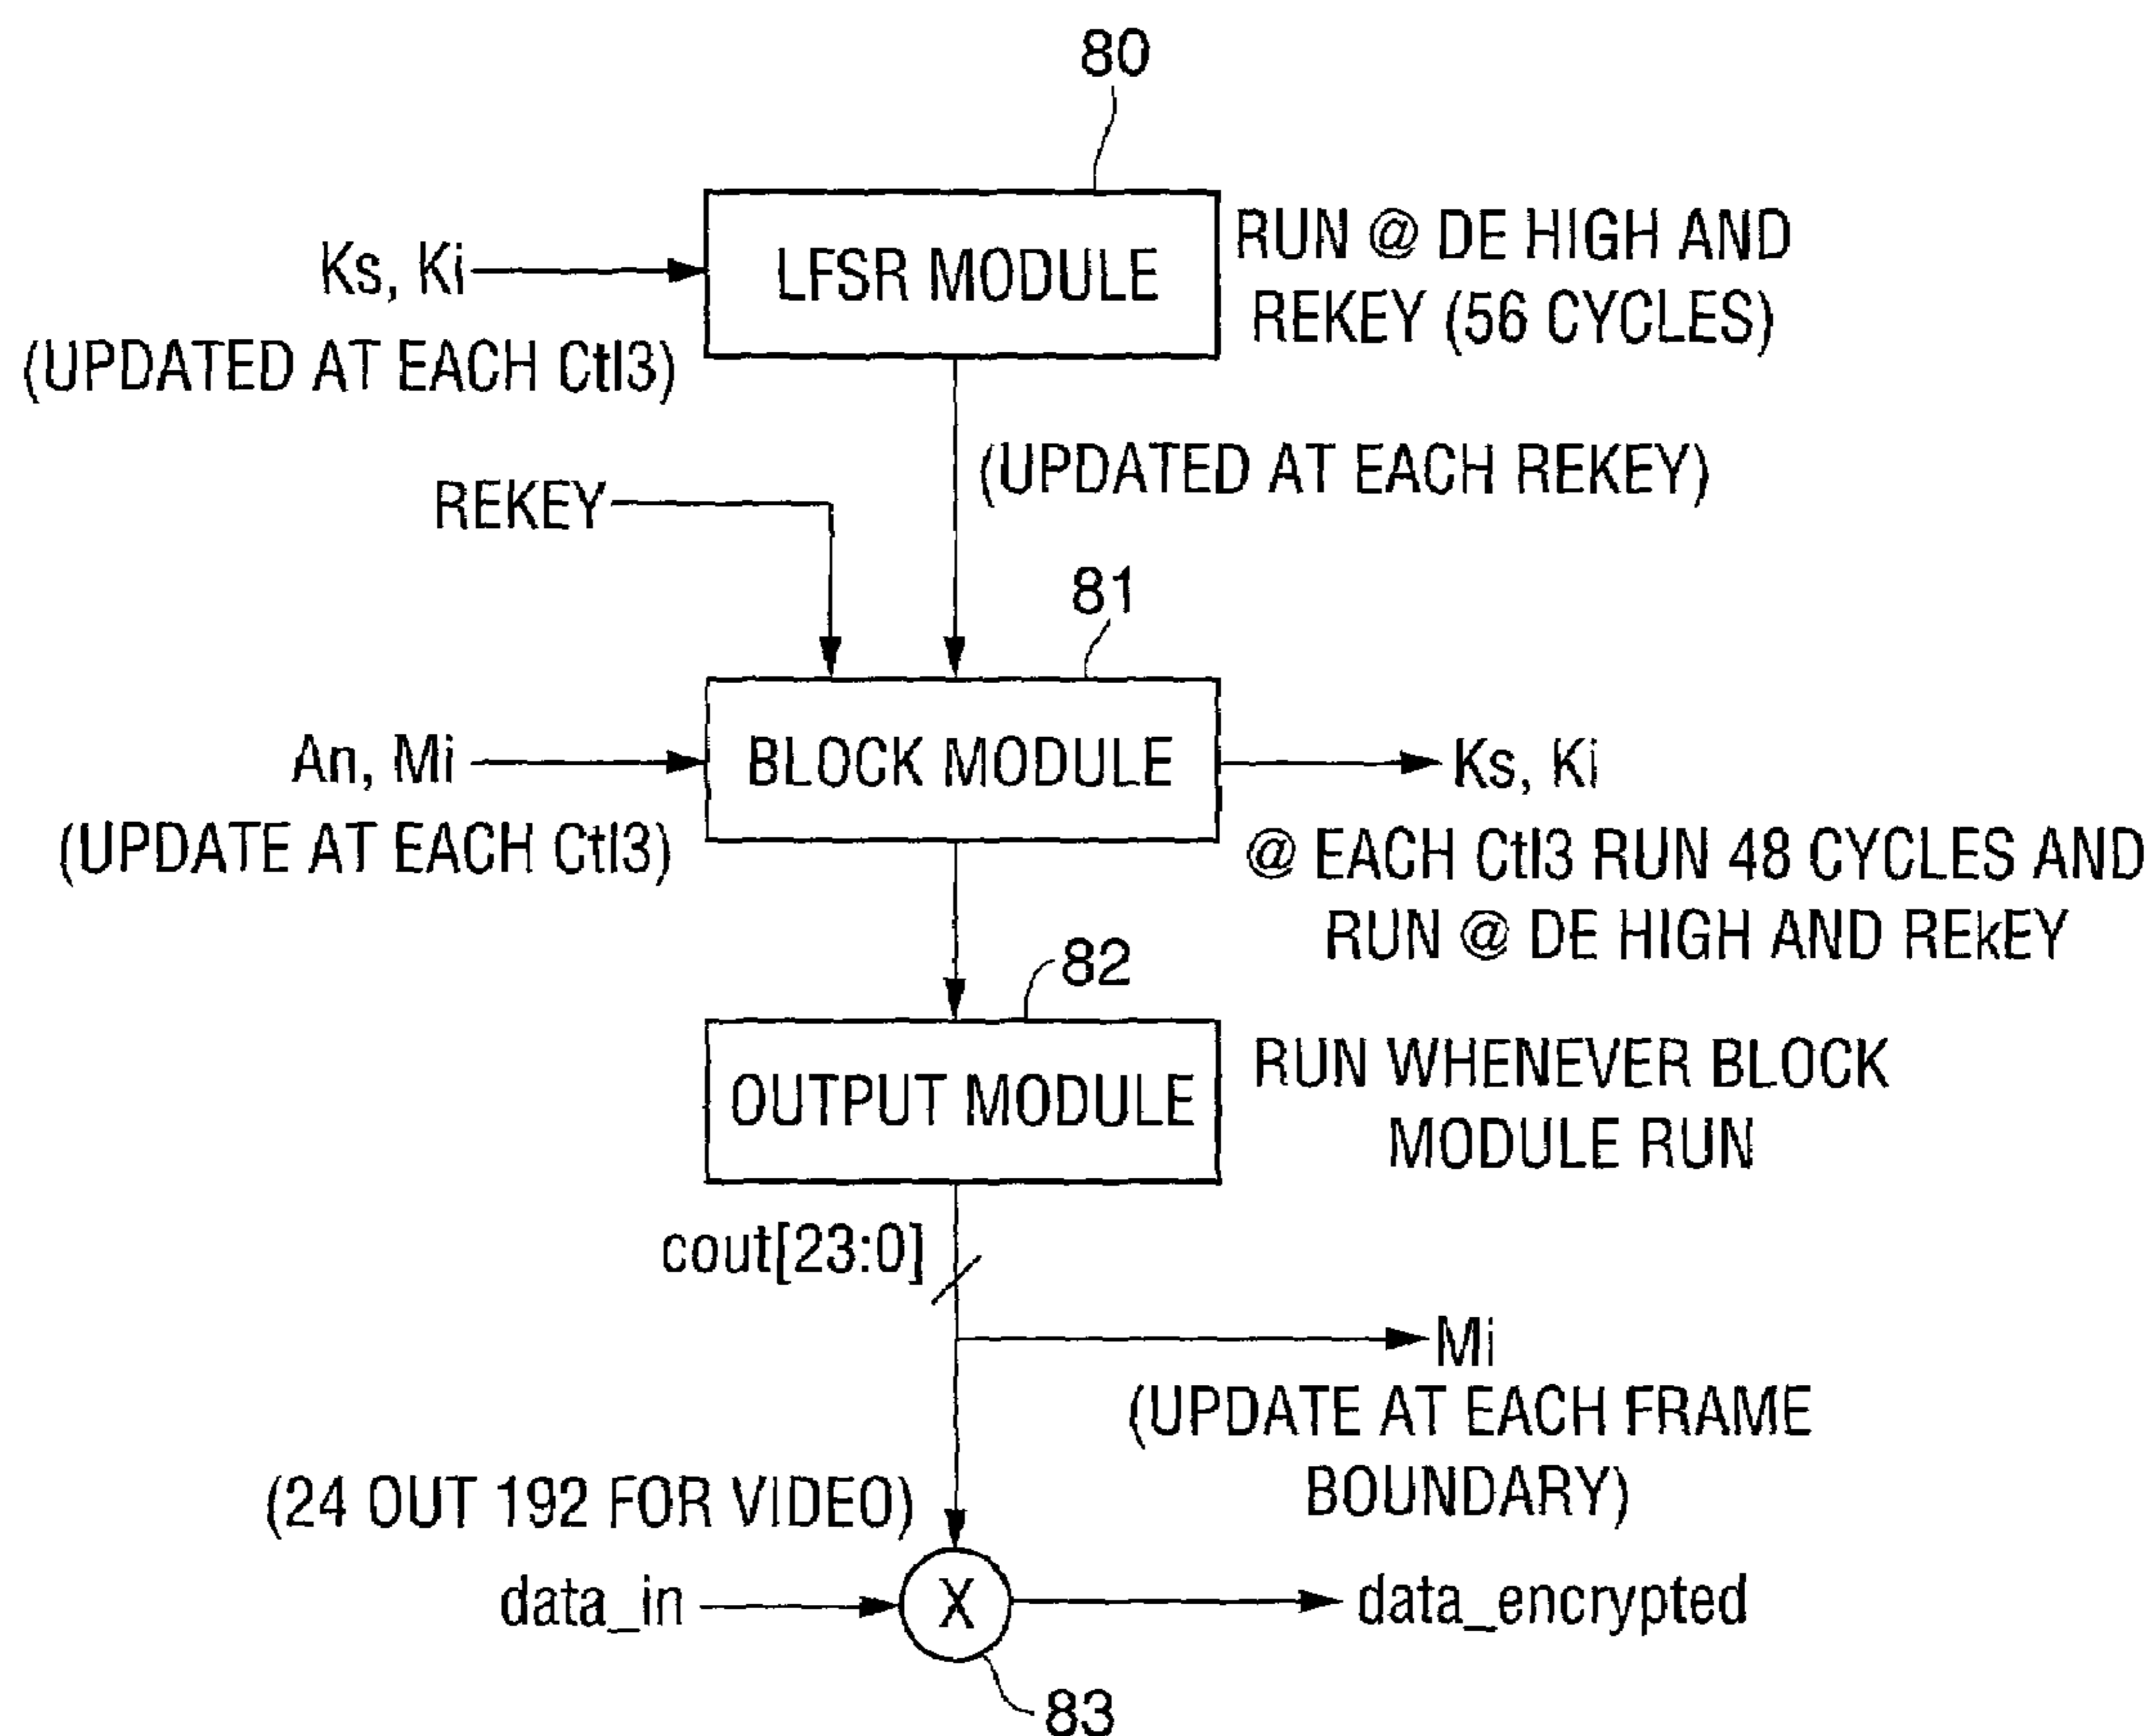 80
LFSR MODULE
RUN @ DE HIGH AND
REKEY (56 CYCLES)
Ks, Ki
(UPDATED AT EACH Ctl3)
(UPDATED AT EACH REKEY)
REKEY
81
An, Mi
(UPDATE AT EACH Ctl3)
BLOCK MODULE
Ks, Ki
@ EACH Ctl3 RUN 48 CYCLES AND
RUN @ DE HIGH AND REkEY
82
OUTPUT MODULE
RUN WHENEVER BLOCK
MODULE RUN
cout[23:0]
Mi
(UPDATE AT EACH FRAME
BOUNDARY)
(24 OUT 192 FOR VIDEO)
data_in
X
data_encrypted
83